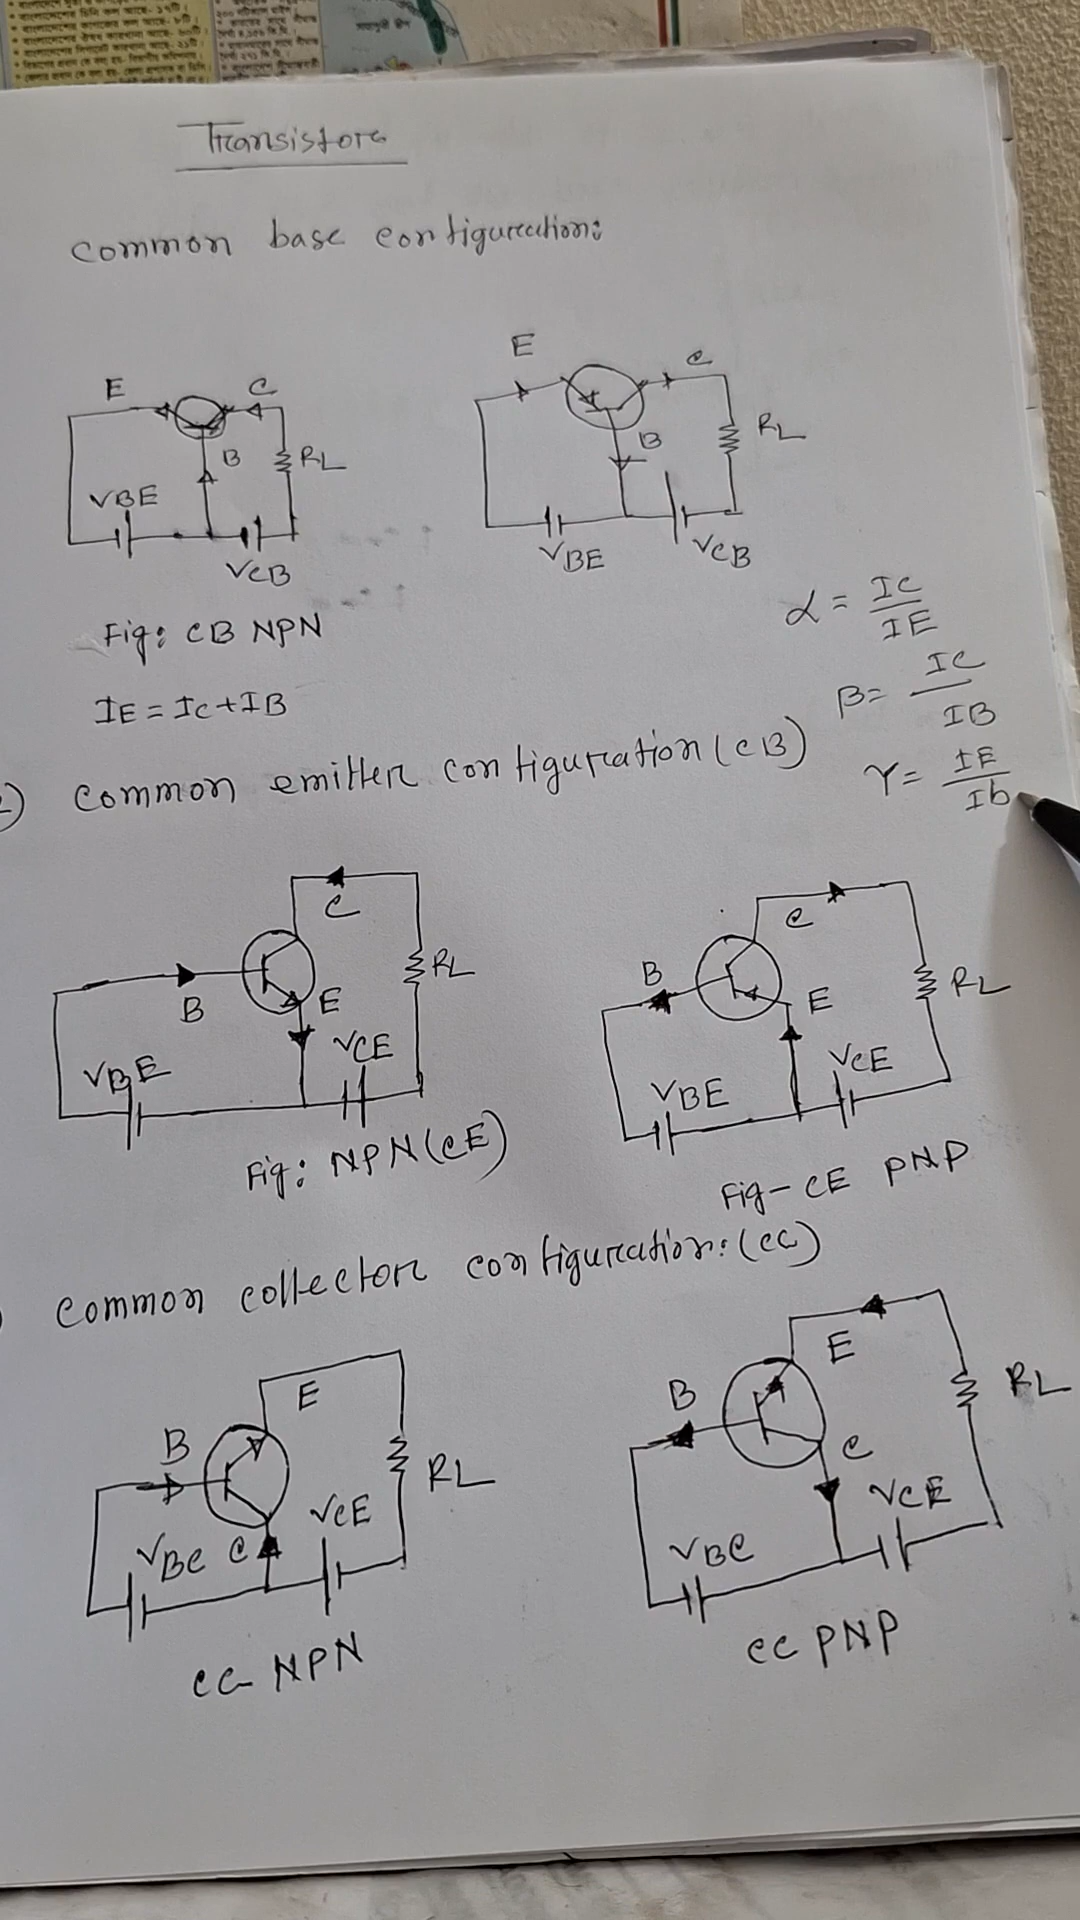 Transistors
common base configuration:
E
C
B
RL
VBE
VCB
Fig: CB NPN
IE = IC + IB
E
C
B
RL
VBE
VCB
α = IC/IE
β = IC/IB
γ = IE/Ib
2) Common emitter configuration (CB)
C
B
E
RL
VBE
VCE
Fig: NPN (CE)
C
B
E
RL
VBE
VCE
Fig- CE PNP
Common collector configuration: (CC)
E
B
RL
VBC
C
VCE
CC NPN
E
B
RL
C
VCE
VBC
CC PNP